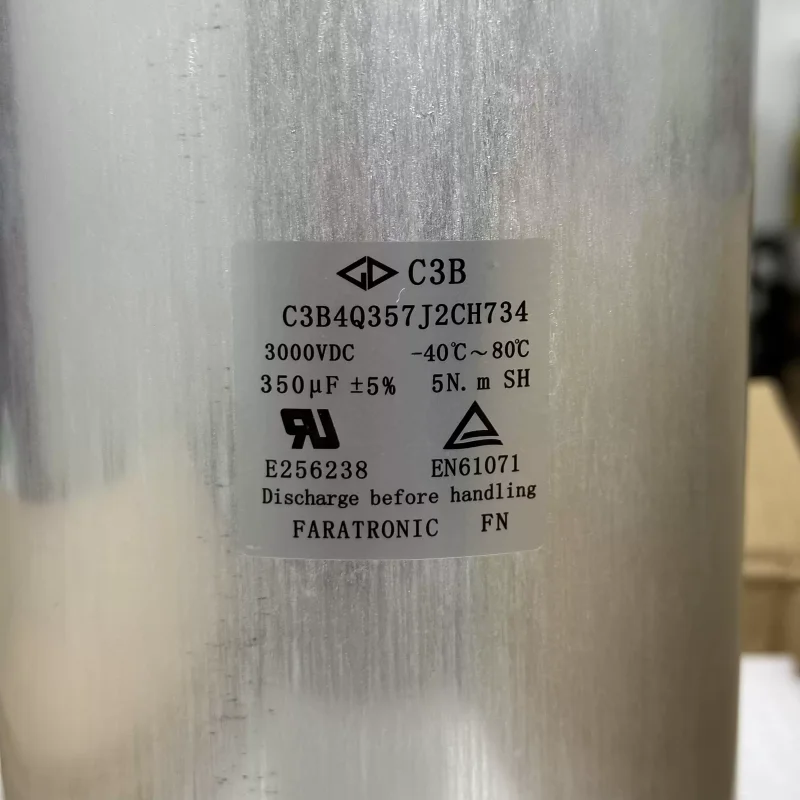 C3B
C3B4Q357J2CH734
3000VDC -40℃~80℃
350μF ±5% 5N.m SH
E256238 EN61071
Discharge before handling
FARATRONIC FN